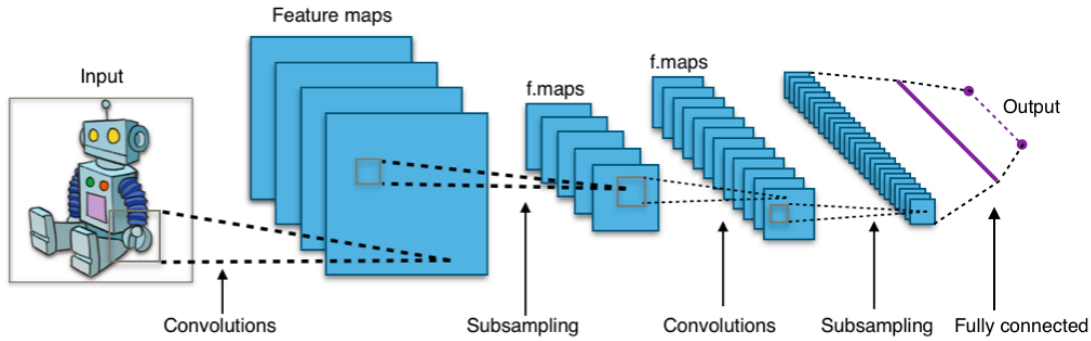 Feature maps
Input
f.maps
f.maps
Output
Convolutions
Subsampling
Convolutions
Subsampling
Fully connected